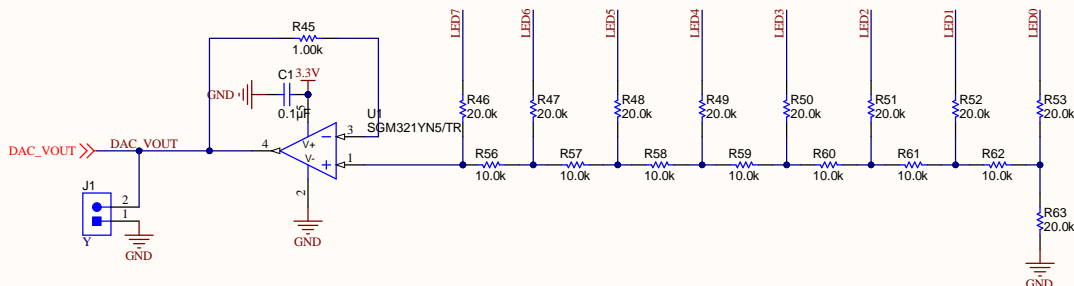 LED7
LED6
LED5
LED4
LED3
LED2
LED1
LED0
R45
1.00k
C1
3.3V
GND
0.1µF
5
U1
SGM321YN5/TR
V+
V-
3
1
4
2
GND
DAC_VOUT
DAC_VOUT
J1
2
1
Y
GND
R46
20.0k
R47
20.0k
R48
20.0k
R49
20.0k
R50
20.0k
R51
20.0k
R52
20.0k
R53
20.0k
R56
10.0k
R57
10.0k
R58
10.0k
R59
10.0k
R60
10.0k
R61
10.0k
R62
10.0k
R63
20.0k
GND